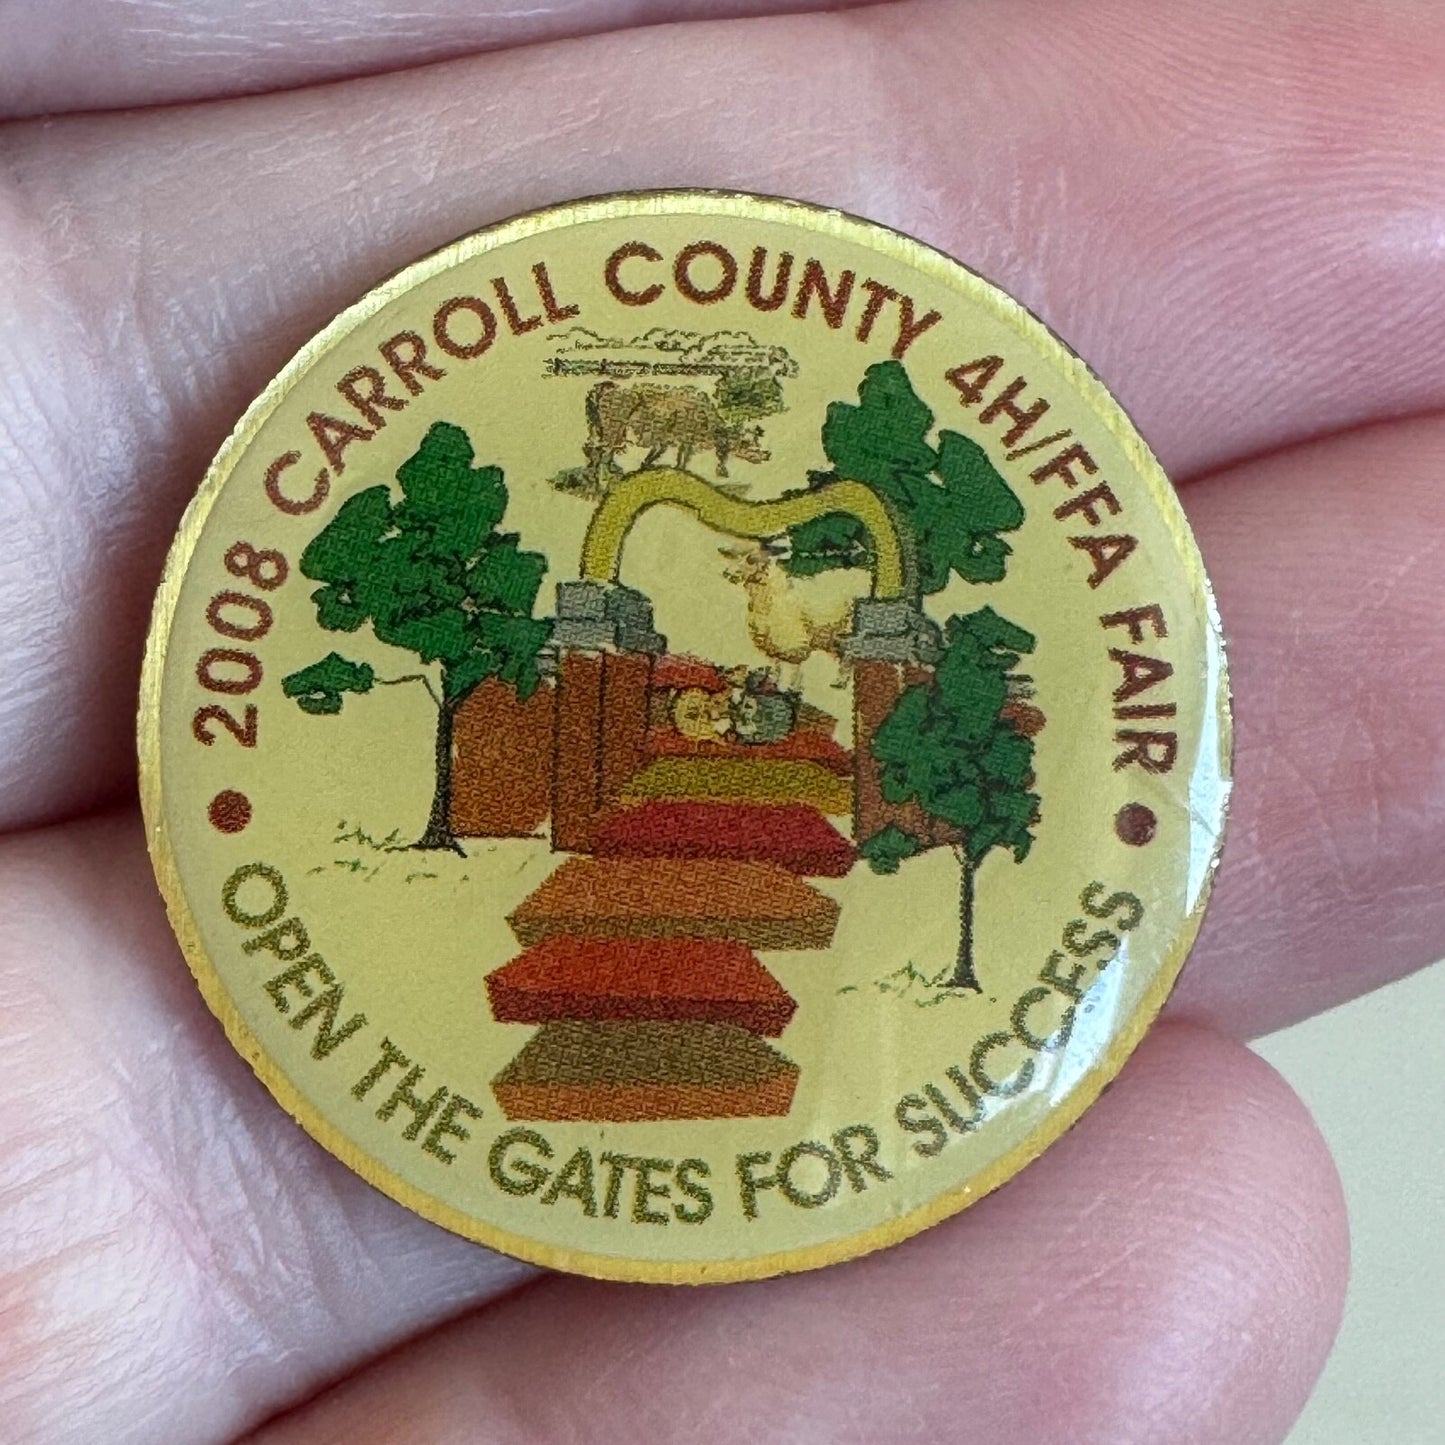 2008 CARROLL COUNTY 4H/FFA FAIR
OPEN THE GATES FOR SUCCESS